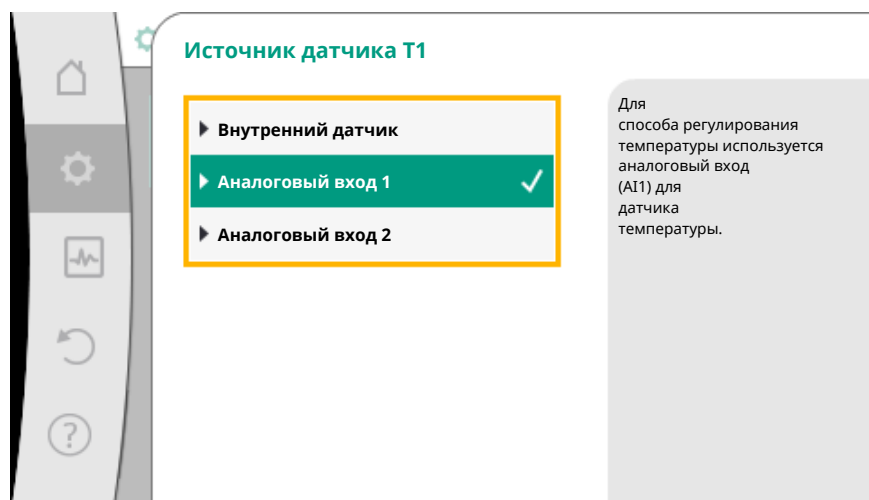 Источник датчика T1
Внутренний датчик
Аналоговый вход 1
Аналоговый вход 2
Для
способа регулирования
температуры используется
аналоговый вход
(AI1) для
датчика
температуры.
?